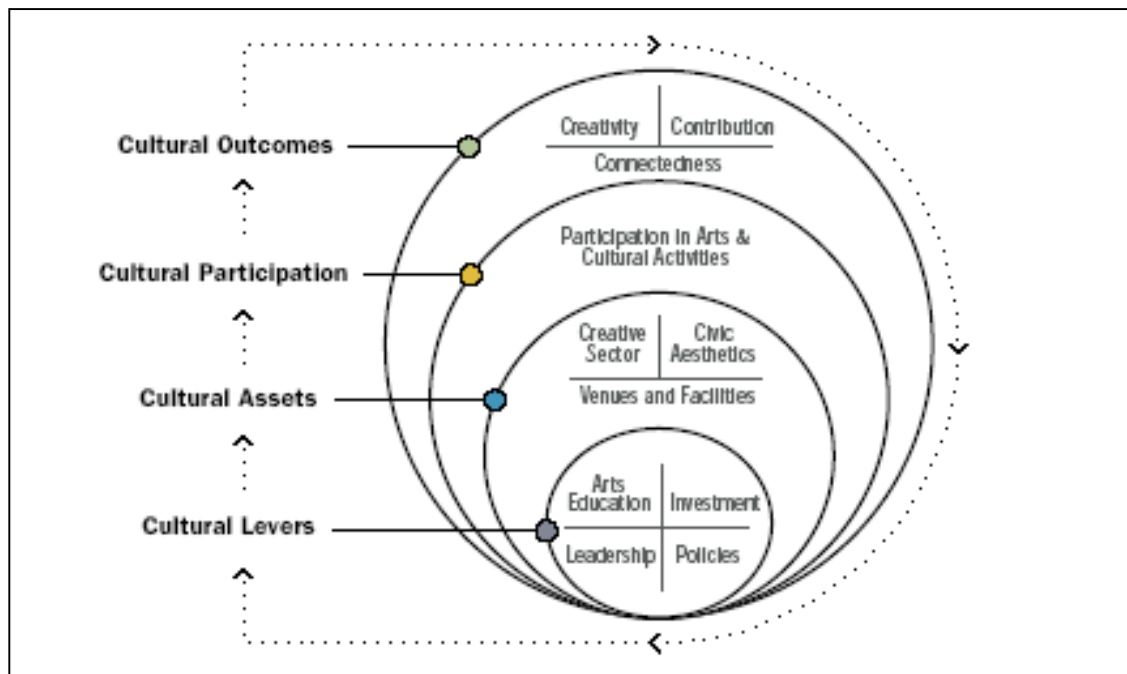 Cultural Outcomes
Creativity
Contribution
Connectedness
Cultural Participation
Participation in Arts &
Cultural Activities
Cultural Assets
Creative
Sector
Civic
Aesthetics
Venues and Facilities
Cultural Levers
Arts
Education
Investment
Leadership
Policies